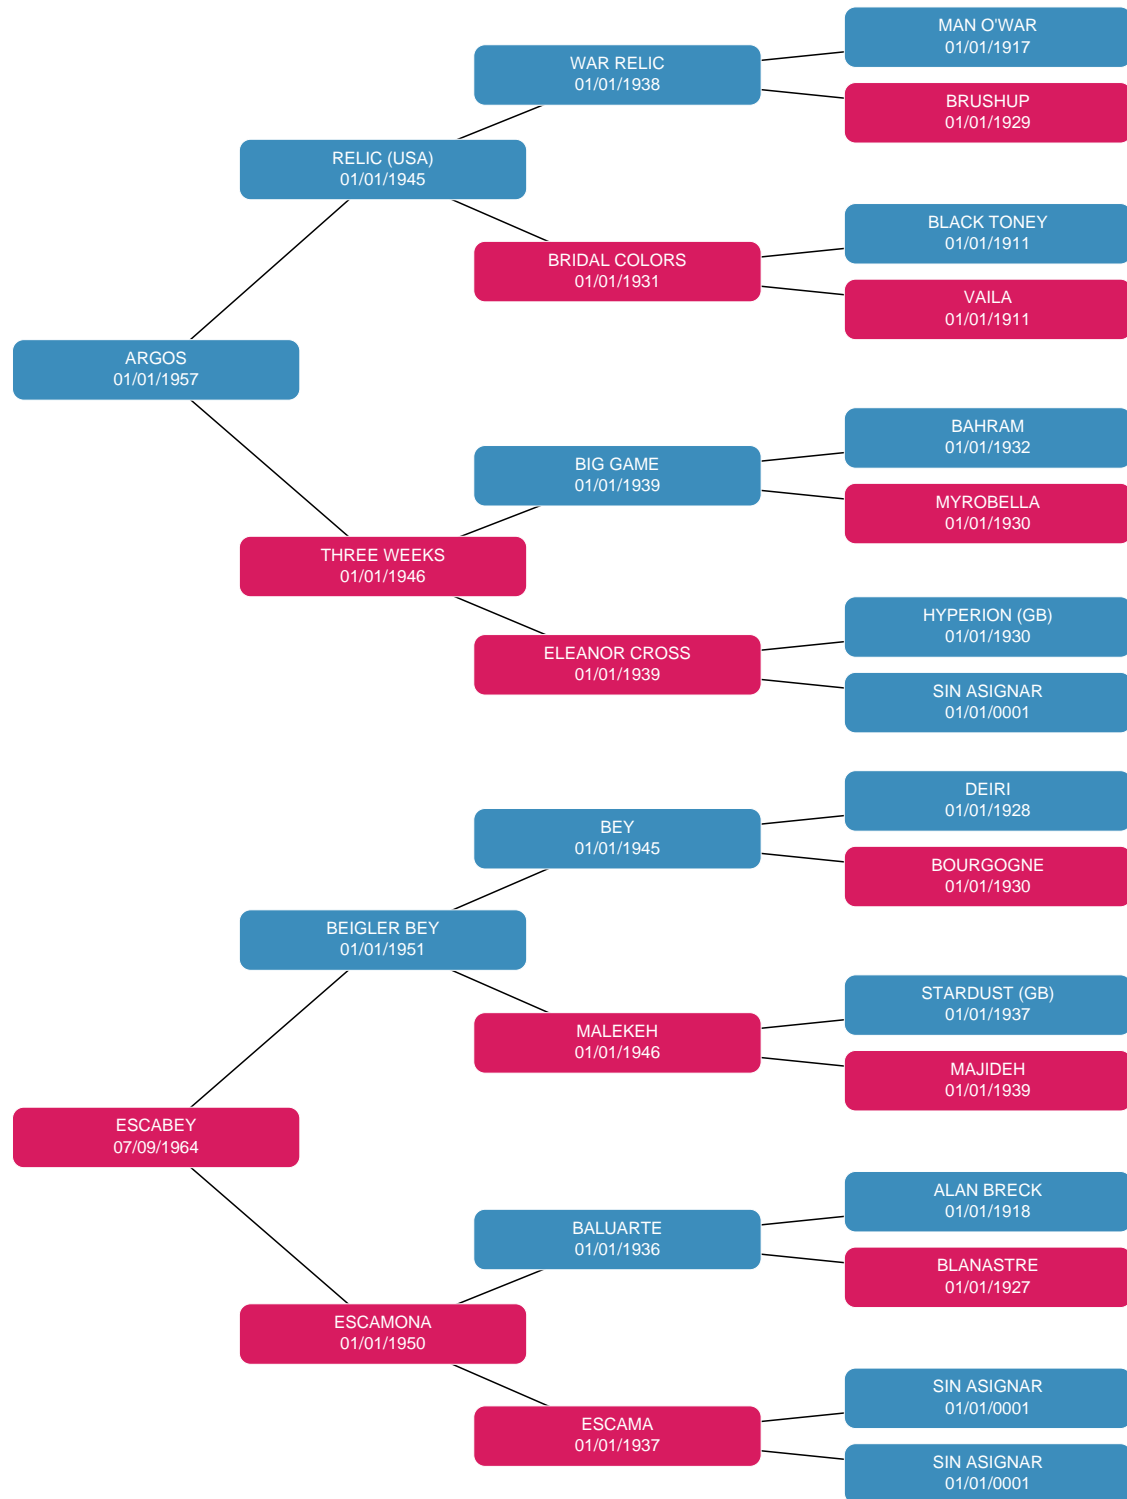 MAN O'WAR
01/01/1917
WAR RELIC
01/01/1938
BRUSHUP
01/01/1929
RELIC (USA)
01/01/1945
BLACK TONEY
01/01/1911
BRIDAL COLORS
01/01/1931
VAILA
01/01/1911
ARGOS
01/01/1957
BAHRAM
01/01/1932
BIG GAME
01/01/1939
MYROBELLA
01/01/1930
THREE WEEKS
01/01/1946
HYPERION (GB)
01/01/1930
ELEANOR CROSS
01/01/1939
SIN ASIGNAR
01/01/0001
DEIRI
01/01/1928
BEY
01/01/1945
BOURGOGNE
01/01/1930
BEIGLER BEY
01/01/1951
STARDUST (GB)
01/01/1937
MALEKEH
01/01/1946
MAJIDEH
01/01/1939
ESCABEY
07/09/1964
ALAN BRECK
01/01/1918
BALUARTE
01/01/1936
BLANASTRE
01/01/1927
ESCAMONA
01/01/1950
SIN ASIGNAR
01/01/0001
ESCAMA
01/01/1937
SIN ASIGNAR
01/01/0001